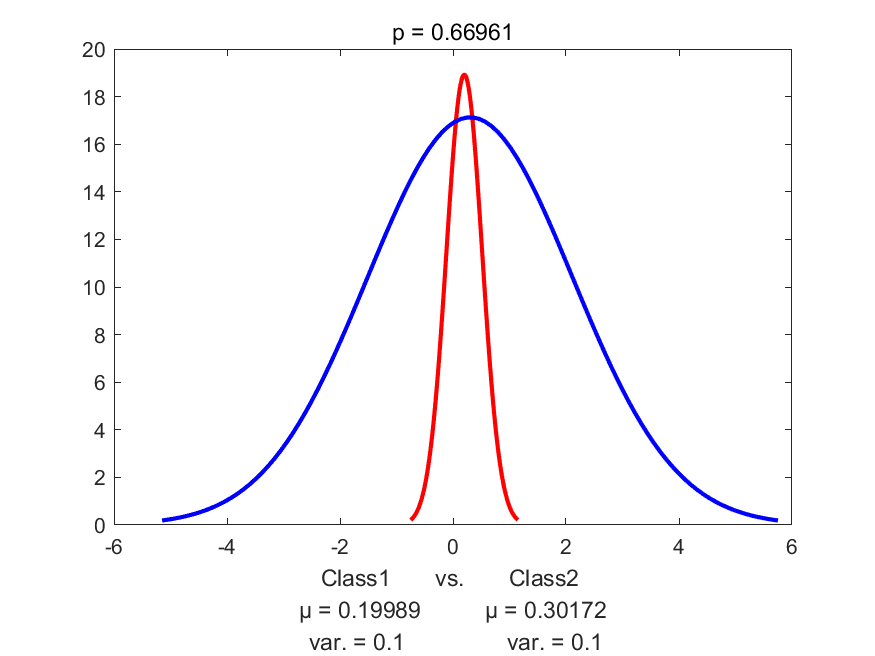 p = 0.66961
20
18
16
14
12
10
8
6
4
2
0
-6 -4 -2 0 2 4 6
Class1 vs. Class2
μ = 0.19989 μ = 0.30172
var. = 0.1 var. = 0.1